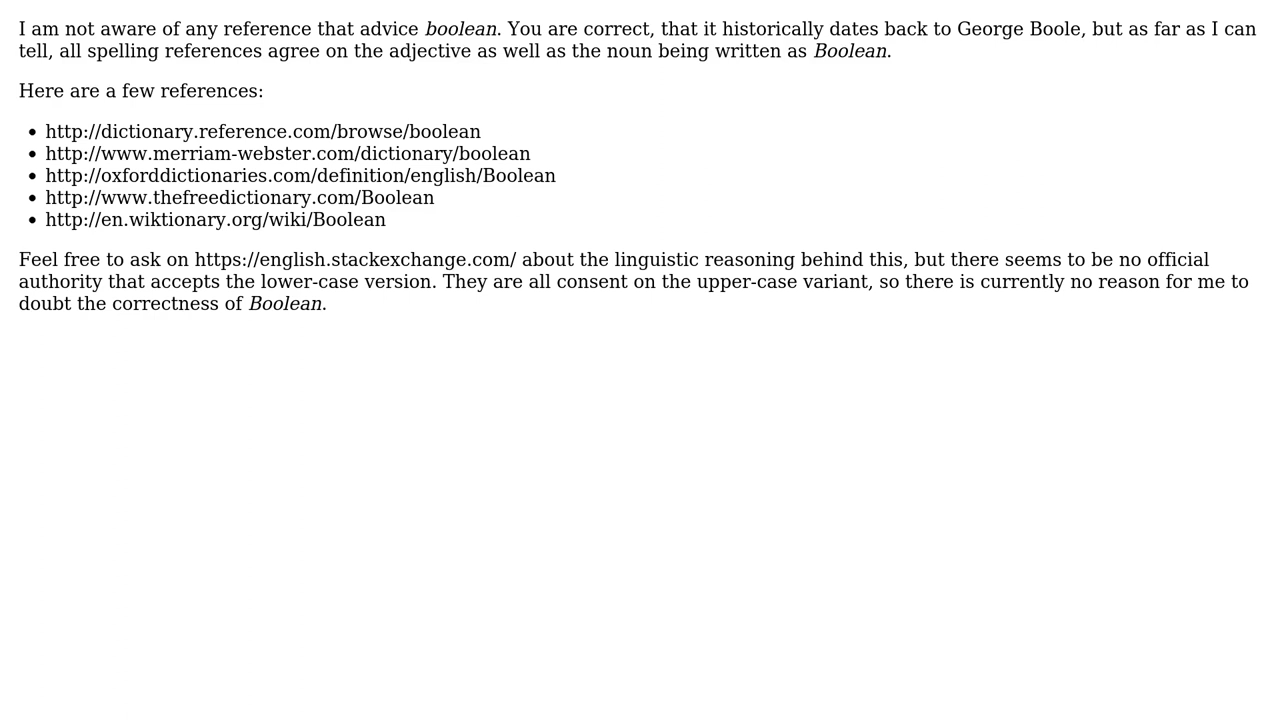 I am not aware of any reference that advice boolean. You are correct, that it historically dates back to George Boole, but as far as I can
tell, all spelling references agree on the adjective as well as the noun being written as Boolean.
Here are a few references:
• http://dictionary.reference.com/browse/boolean
• http://www.merriam-webster.com/dictionary/boolean
• http://oxforddictionaries.com/definition/english/Boolean
• http://www.thefreedictionary.com/Boolean
• http://en.wiktionary.org/wiki/Boolean
Feel free to ask on https://english.stackexchange.com/ about the linguistic reasoning behind this, but there seems to be no official
authority that accepts the lower-case version. They are all consent on the upper-case variant, so there is currently no reason for me to
doubt the correctness of Boolean.